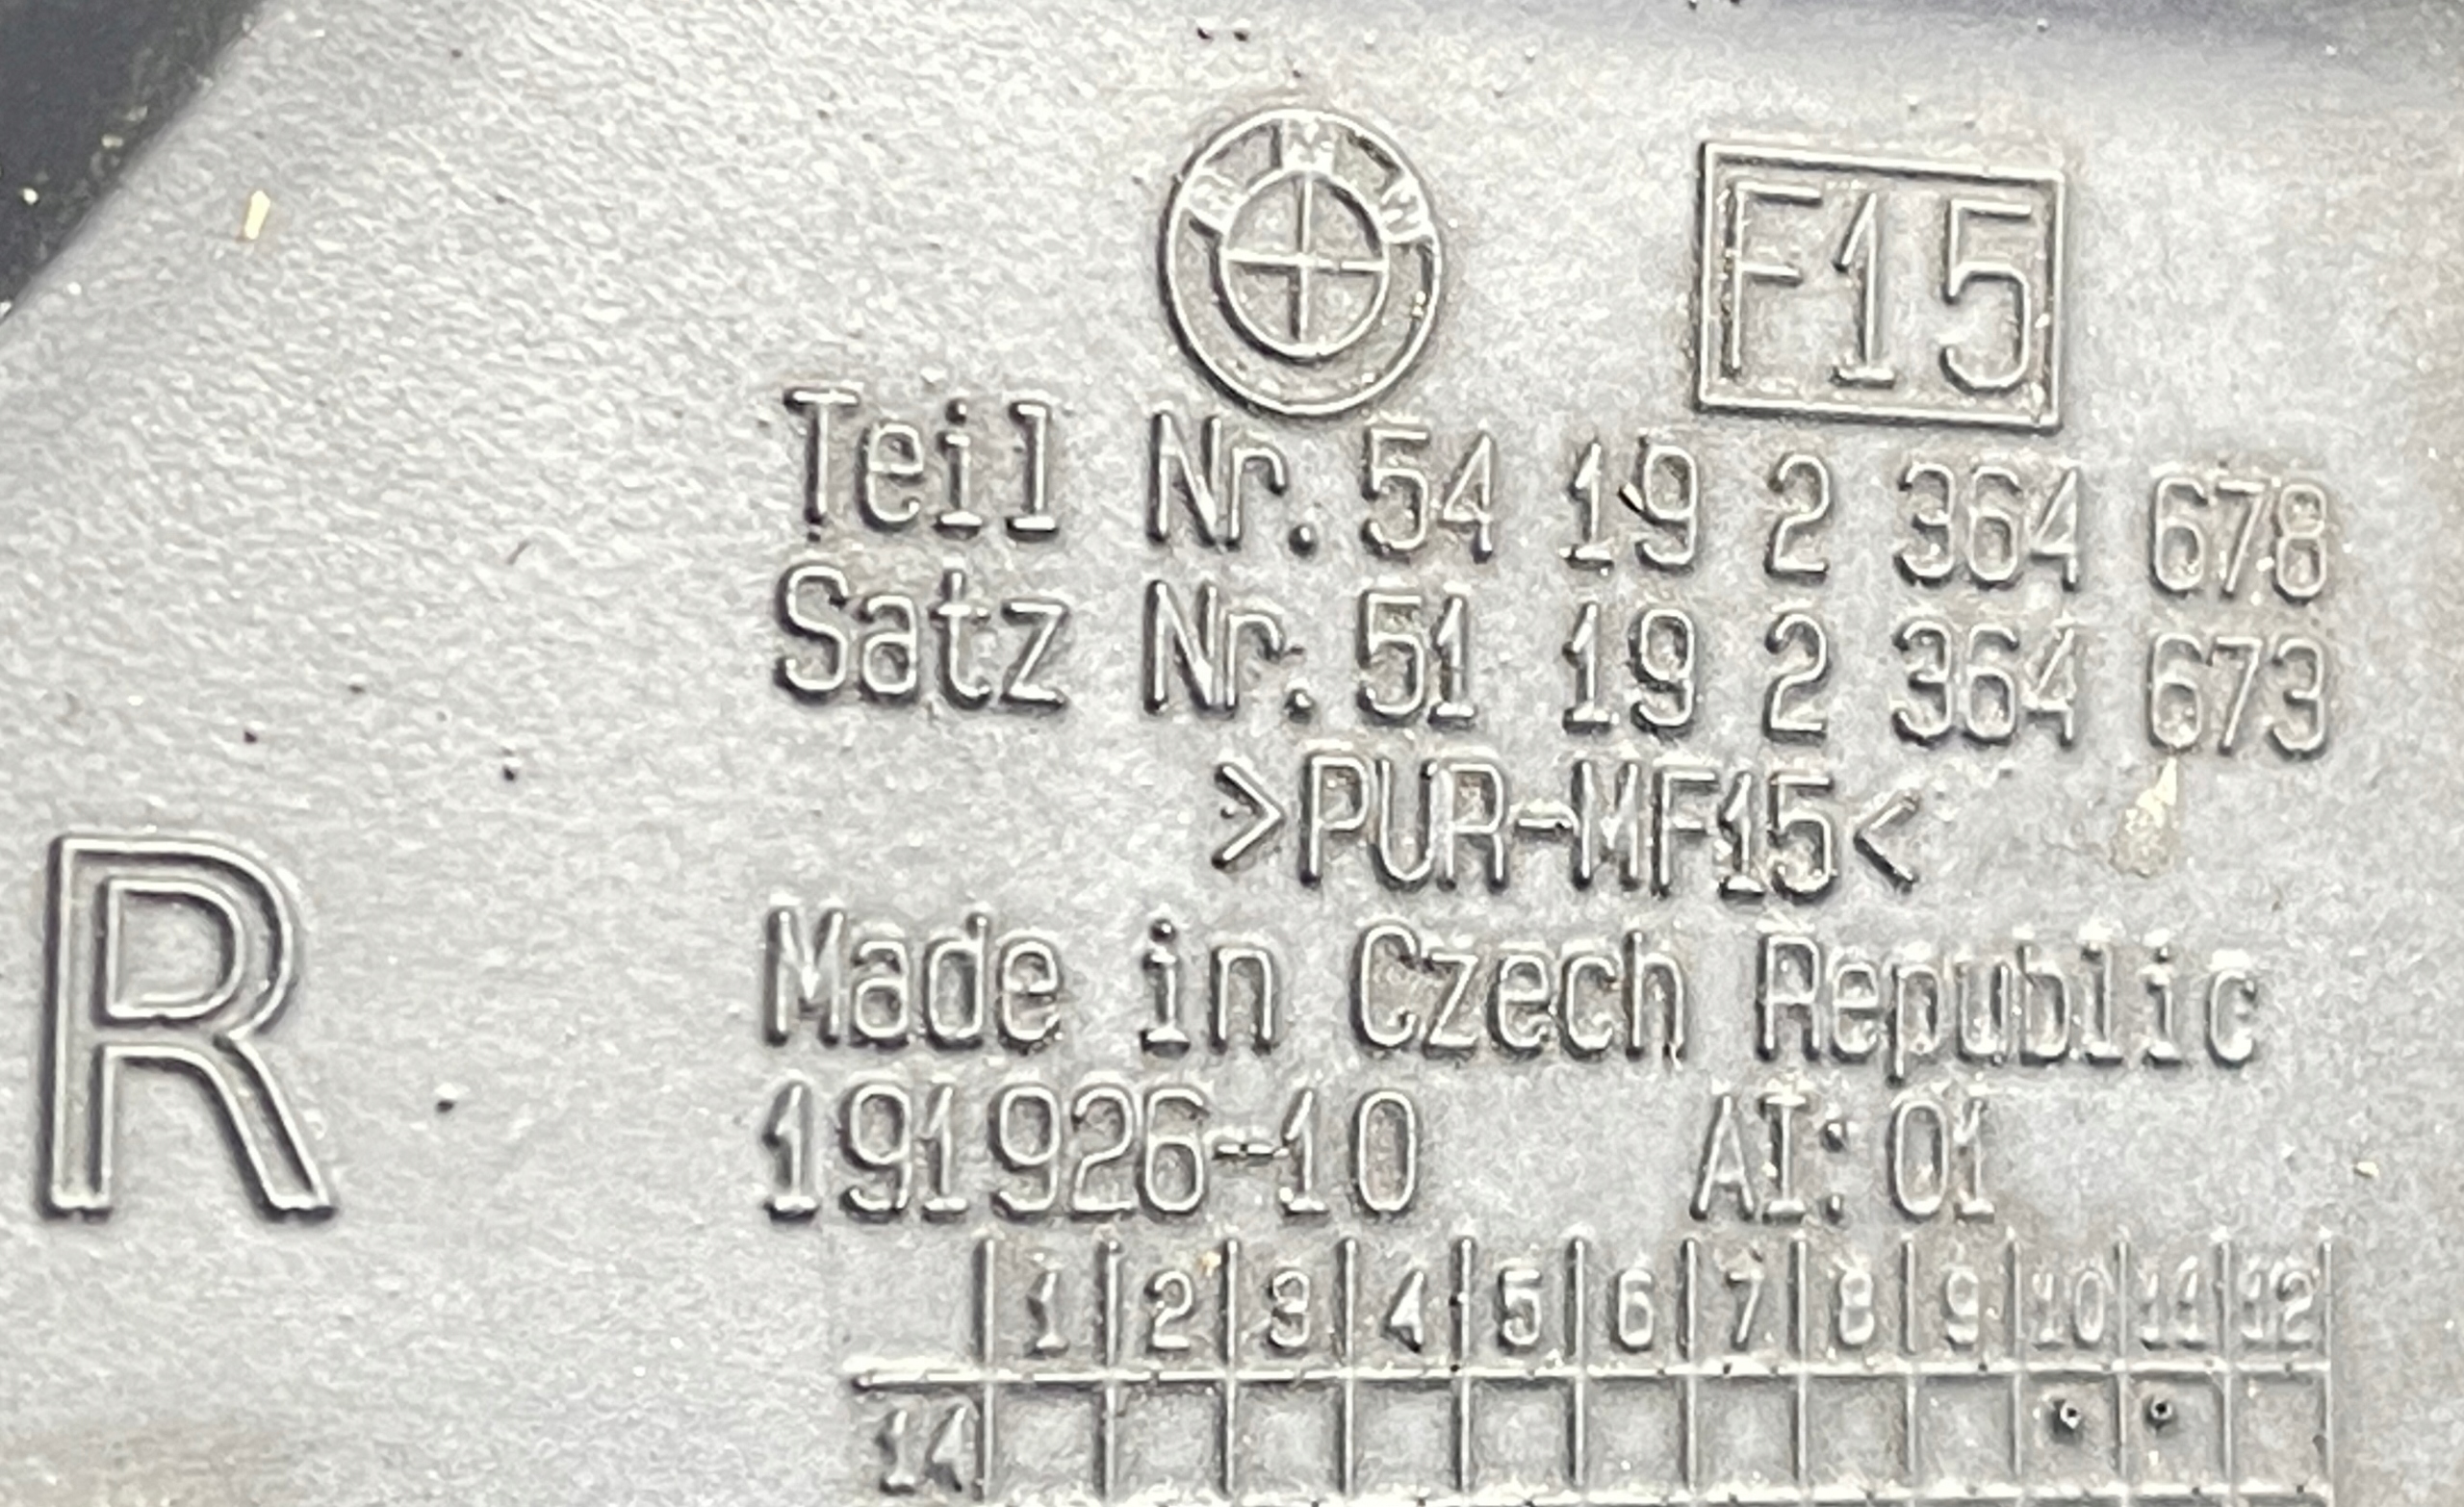 BMW
F15
Teil Nr. 54 19 2 364 678
Satz Nr. 51 19 2 364 673
>PUR-MF15<
R
Made in Czech Republic
191926-10 AI:01
1 2 3 4 5 6 7 8 9 10 11 12
14